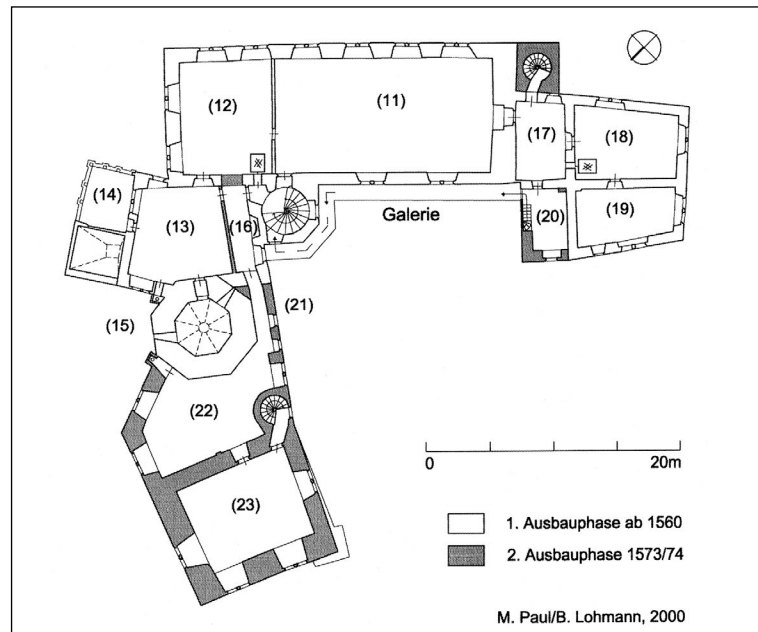 (11)
(12)
(17)
(18)
(14)
(13)
(16)
Galerie
(20)
(19)
(15)
(21)
(22)
(23)
0
20m
1. Ausbauphase ab 1560
2. Ausbauphase 1573/74
M. Paul/B. Lohmann, 2000